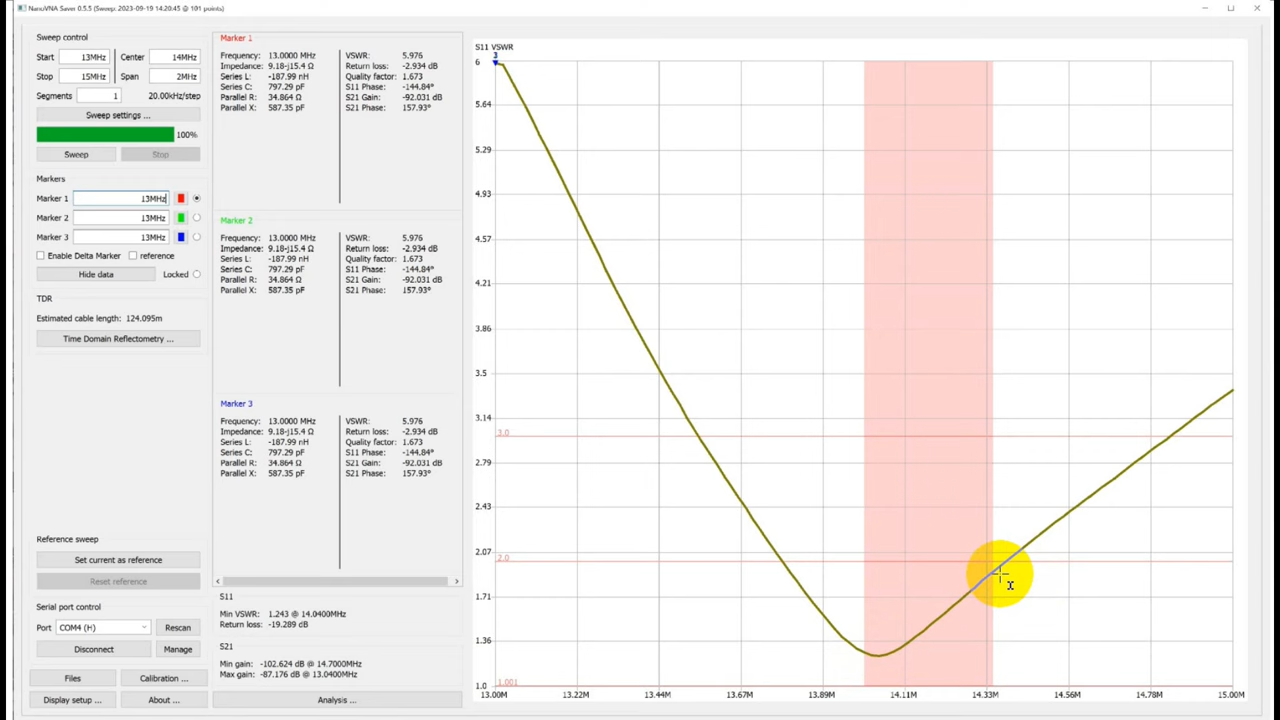 NanoVNA Saver 0.5.5 (Sweep: 2023-09-19 14:20:45 @ 101 points)
Sweep control
Start 13MHz Center 14MHz
Stop 15MHz Span 2MHz
Segments 1 20.00kHz/step
Sweep settings ...
100%
Sweep Stop
Markers
Marker 1 13MHz
Marker 2 13MHz
Marker 3 13MHz
Enable Delta Marker reference
Hide data Locked
TDR
Estimated cable length: 124.095m
Time Domain Reflectometry ...
Reference sweep
Set current as reference
Reset reference
Serial port control
Port COM4 (H) Rescan
Disconnect Manage
Files Calibration ...
Display setup ... About ...
Marker 1
Frequency: 13.0000 MHz VSWR: 5.976
Impedance: 9.18-j15.4 Ω Return loss: -2.934 dB
Series L: -187.99 nH Quality factor: 1.673
Series C: 797.29 pF S11 Phase: -144.84°
Parallel R: 34.864 Ω S21 Gain: -92.031 dB
Parallel X: 587.35 pF S21 Phase: 157.93°
Marker 2
Frequency: 13.0000 MHz VSWR: 5.976
Impedance: 9.18-j15.4 Ω Return loss: -2.934 dB
Series L: -187.99 nH Quality factor: 1.673
Series C: 797.29 pF S11 Phase: -144.84°
Parallel R: 34.864 Ω S21 Gain: -92.031 dB
Parallel X: 587.35 pF S21 Phase: 157.93°
Marker 3
Frequency: 13.0000 MHz VSWR: 5.976
Impedance: 9.18-j15.4 Ω Return loss: -2.934 dB
Series L: -187.99 nH Quality factor: 1.673
Series C: 797.29 pF S11 Phase: -144.84°
Parallel R: 34.864 Ω S21 Gain: -92.031 dB
Parallel X: 587.35 pF S21 Phase: 157.93°
S11
Min VSWR: 1.243 @ 14.0400MHz
Return loss: -19.289 dB
S21
Min gain: -102.624 dB @ 14.7000MHz
Max gain: -87.176 dB @ 13.0400MHz
Analysis ...
S11 VSWR
3
6
5.64
5.29
4.93
4.57
4.21
3.86
3.5
3.14
3.0
2.79
2.43
2.07
2.0
1.71
1.36
1.0 1.001
13.00M 13.22M 13.44M 13.67M 13.89M 14.11M 14.33M 14.56M 14.78M 15.00M